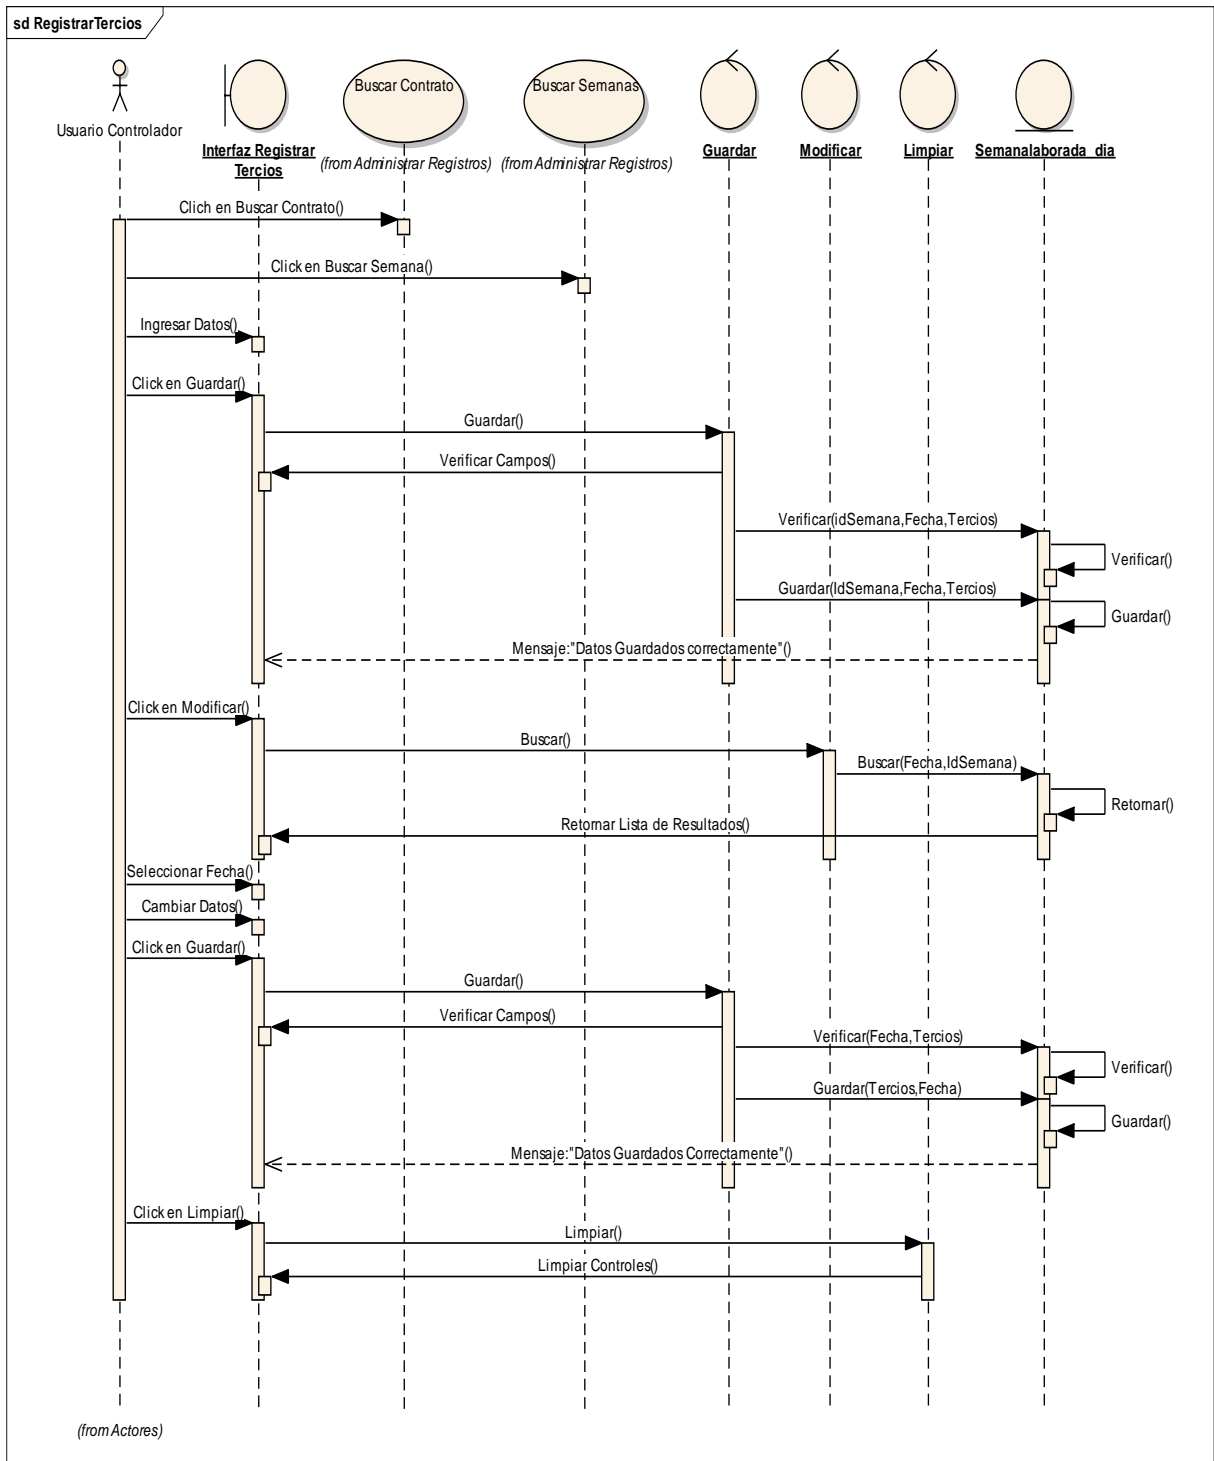 sd RegistrarTercios
Usuario Controlador
Interfaz Registrar
Tercios
Buscar Contrato
(from Administrar Registros)
Buscar Semanas
(from Administrar Registros)
Guardar
Modificar
Limpiar
Semanalaborada_dia
Clich en Buscar Contrato()
Click en Buscar Semana()
Ingresar Datos()
Click en Guardar()
Guardar()
Verificar Campos()
Verificar(idSemana,Fecha,Tercios)
Verificar()
Guardar(IdSemana,Fecha,Tercios)
Guardar()
Mensaje:"Datos Guardados correctamente"()
Click en Modificar()
Buscar()
Buscar(Fecha,IdSemana)
Retornar()
Retornar Lista de Resultados()
Seleccionar Fecha()
Cambiar Datos()
Click en Guardar()
Guardar()
Verificar Campos()
Verificar(Fecha,Tercios)
Verificar()
Guardar(Tercios,Fecha)
Guardar()
Mensaje:"Datos Guardados Correctamente"()
Click en Limpiar()
Limpiar()
Limpiar Controles()
(from Actores)